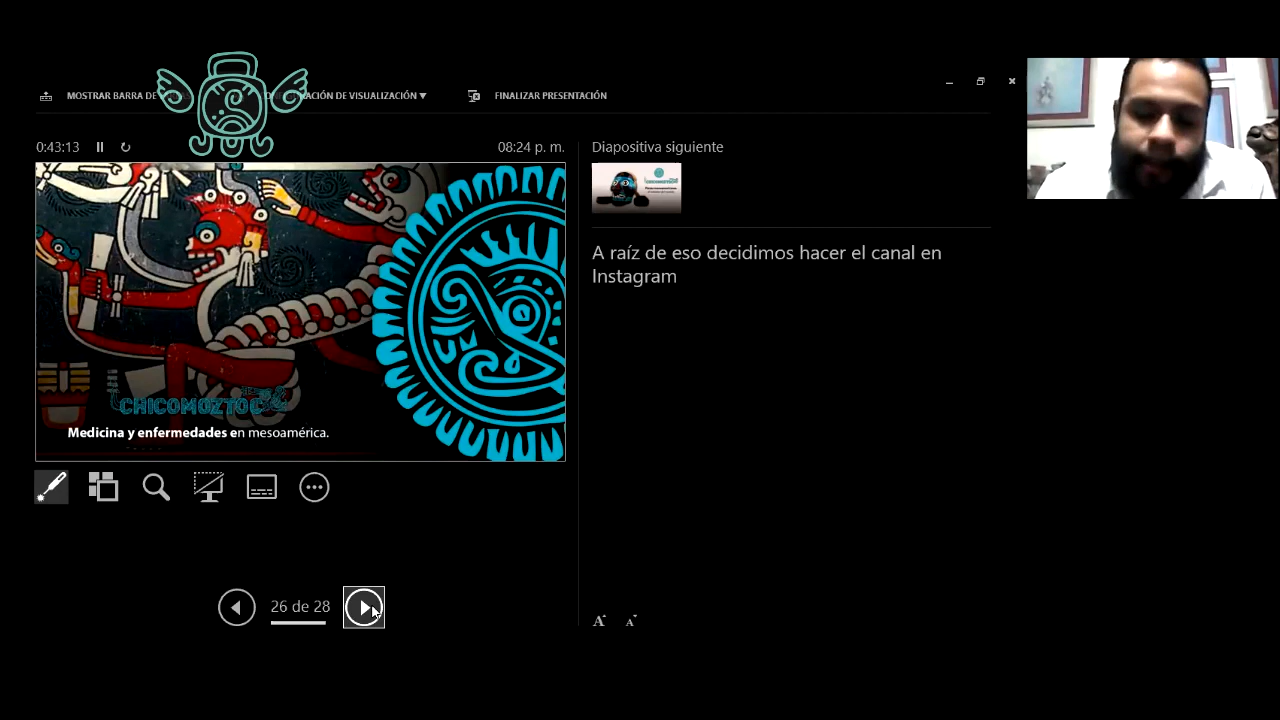 MOSTRAR BARRA DE
RACIÓN DE VISUALIZACIÓN ▼
FINALIZAR PRESENTACIÓN
0:43:13
08:24 p. m.
CHICOMOZTOC
Medicina y enfermedades en mesoamérica.
26 de 28
Diapositiva siguiente
A raíz de eso decidimos hacer el canal en
Instagram
A
A